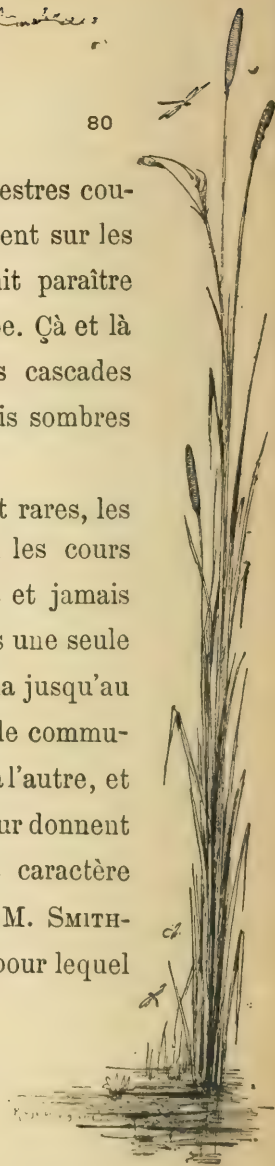 80
estres cou-
ent sur les
it paraître
e. Çà et là
s cascades
is sombres
t rares, les
les cours
et jamais
s une seule
a jusqu'au
le commu-
à l'autre, et
ur donnent
caractère
M. SMITH-
pour lequel